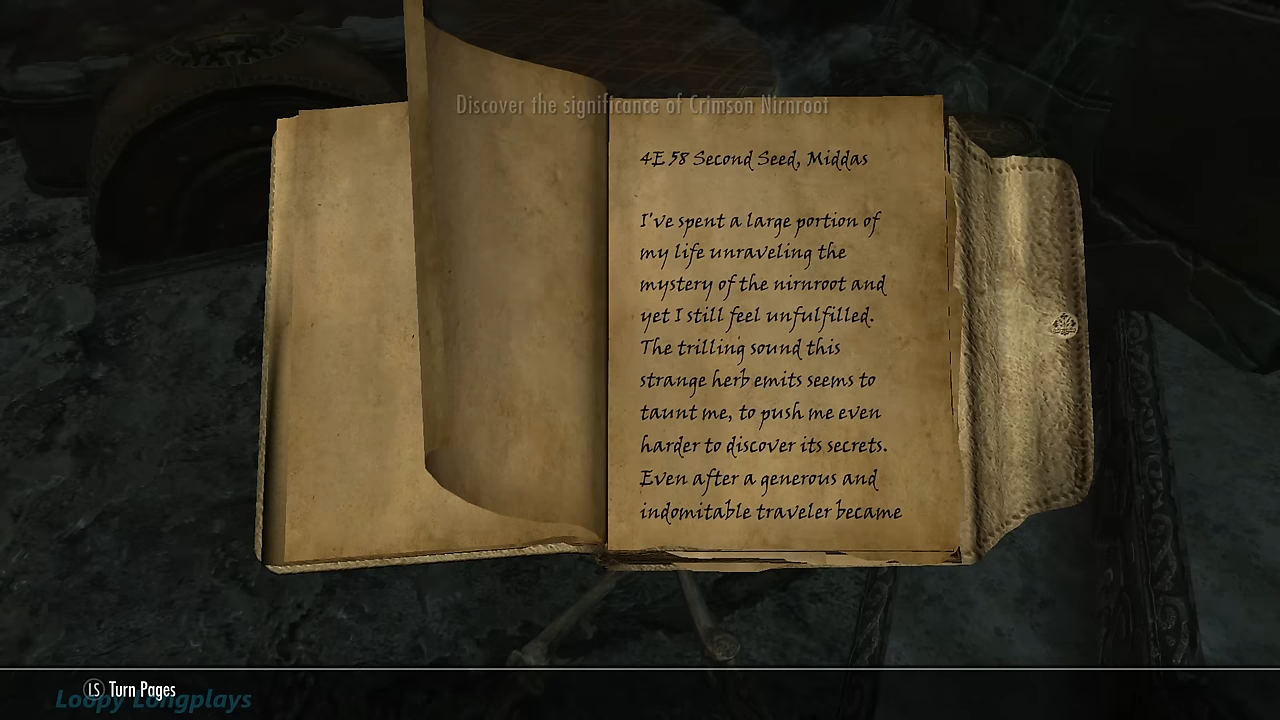 Discover the significance of Crimson Nirnroot
4E 58 Second Seed, Middas
I've spent a large portion of
my life unraveling the
mystery of the nirnroot and
yet I still feel unfulfilled.
The trilling sound this
strange herb emits seems to
taunt me, to push me even
harder to discover its secrets.
Even after a generous and
indomitable traveler became
LS Turn Pages
Loopy Longplays